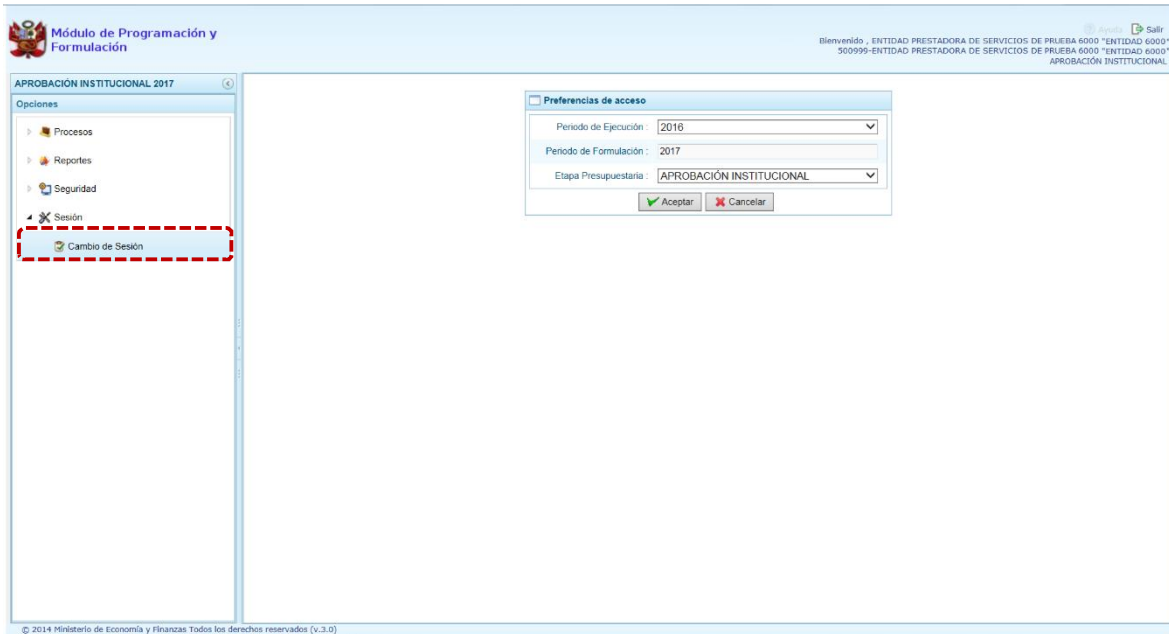 Módulo de Programación y
Formulación
Ayuda Salir
Bienvenido , ENTIDAD PRESTADORA DE SERVICIOS DE PRUEBA 6000 "ENTIDAD 6000"
500999-ENTIDAD PRESTADORA DE SERVICIOS DE PRUEBA 6000 "ENTIDAD 6000"
APROBACIÓN INSTITUCIONAL
APROBACIÓN INSTITUCIONAL 2017
Opciones
Procesos
Reportes
Seguridad
Sesión
Cambio de Sesión
Preferencias de acceso
Periodo de Ejecución : 2016
Periodo de Formulación : 2017
Etapa Presupuestaria : APROBACIÓN INSTITUCIONAL
Aceptar Cancelar
© 2014 Ministerio de Economía y Finanzas Todos los derechos reservados (v.3.0)